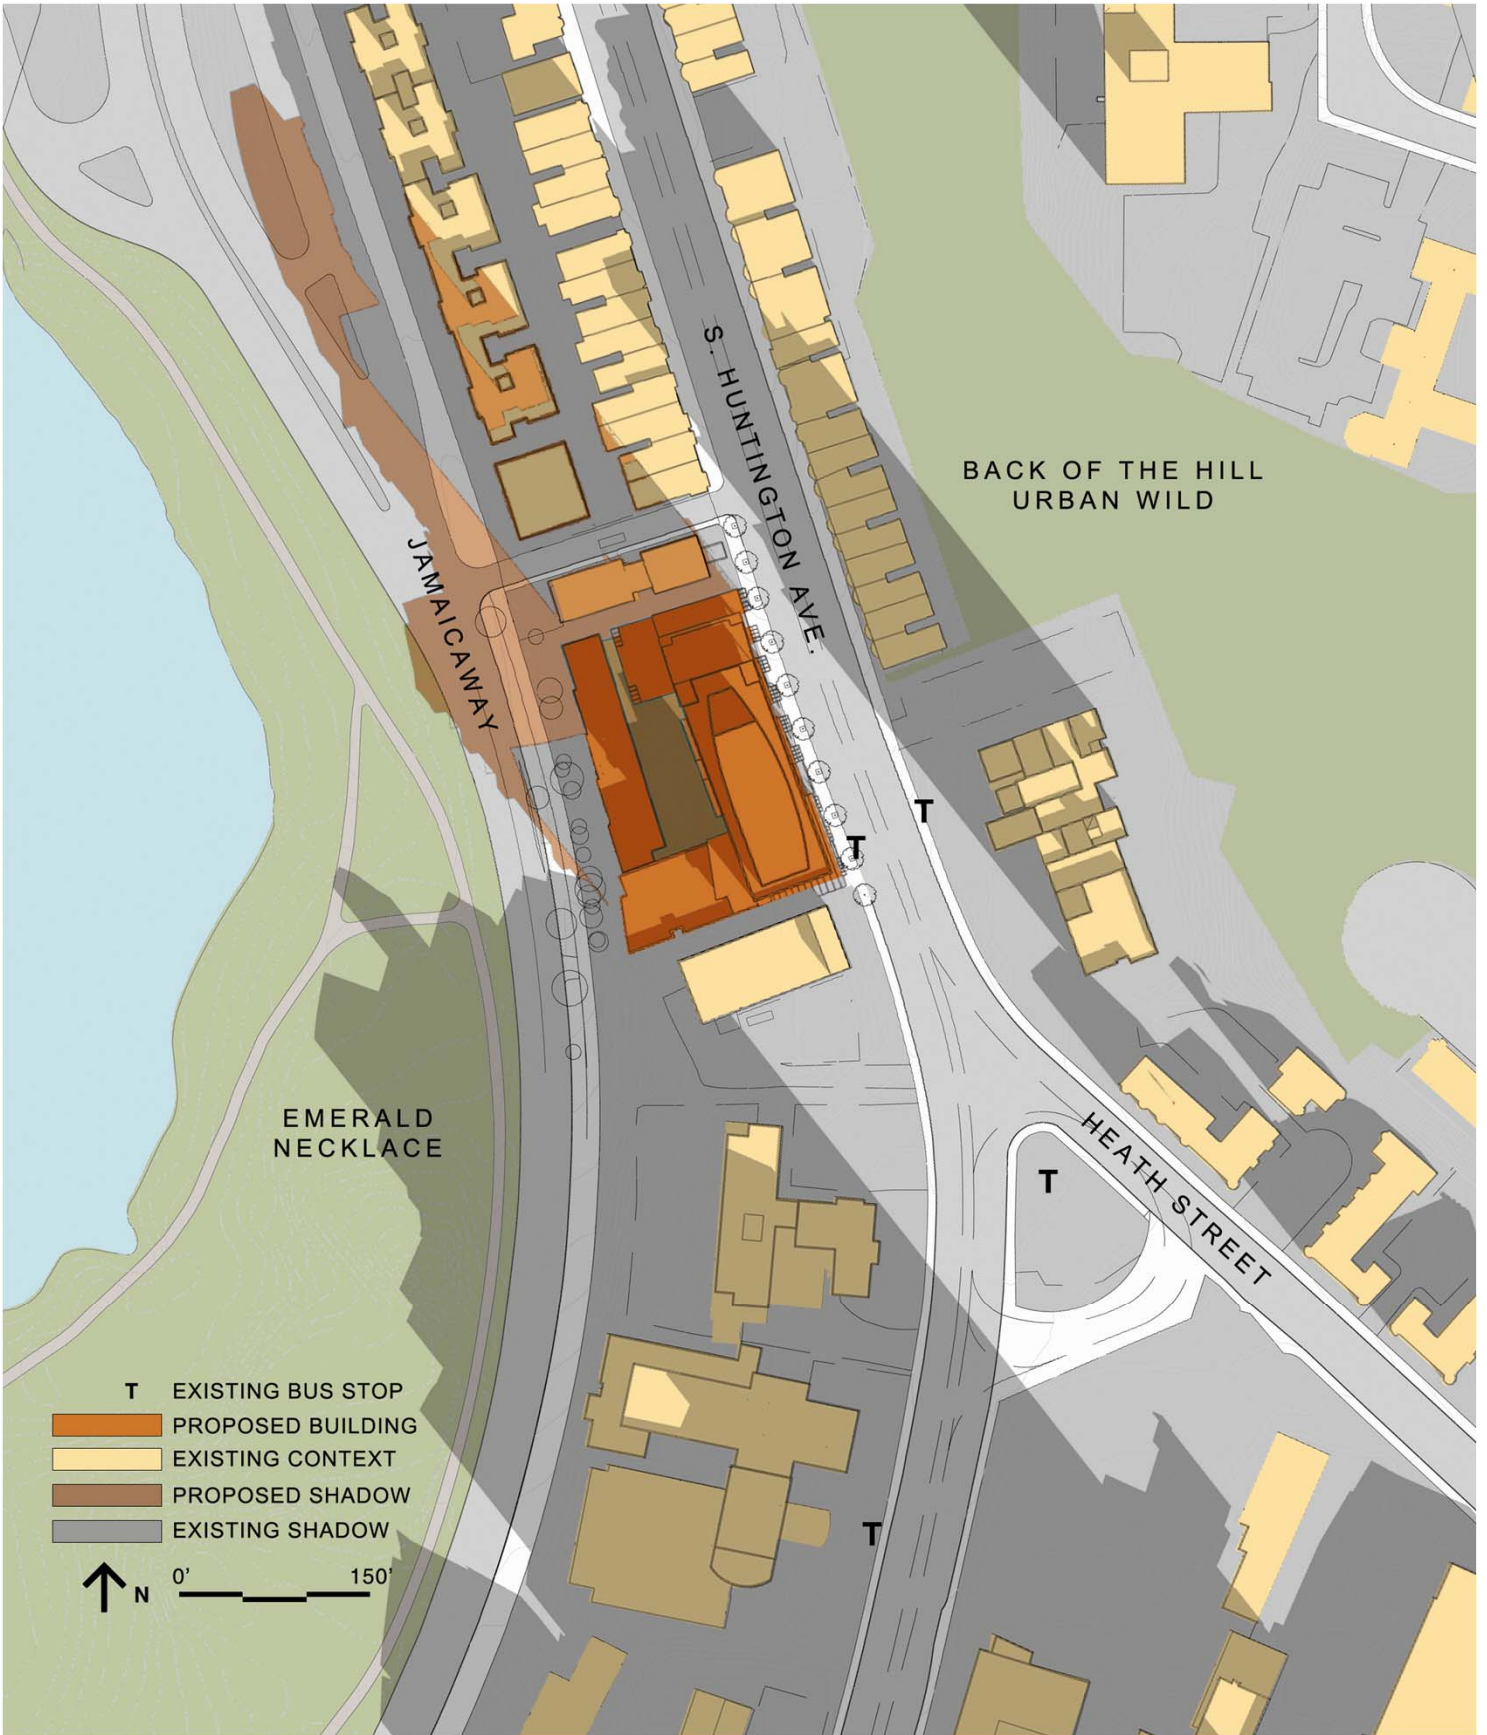 S. HUNTINGTON AVE.
BACK OF THE HILL
URBAN WILD
JAMAICAWAY
T
T
EMERALD
NECKLACE
HEATH STREET
T
T EXISTING BUS STOP
PROPOSED BUILDING
EXISTING CONTEXT
PROPOSED SHADOW
EXISTING SHADOW
T
N 0' 150'